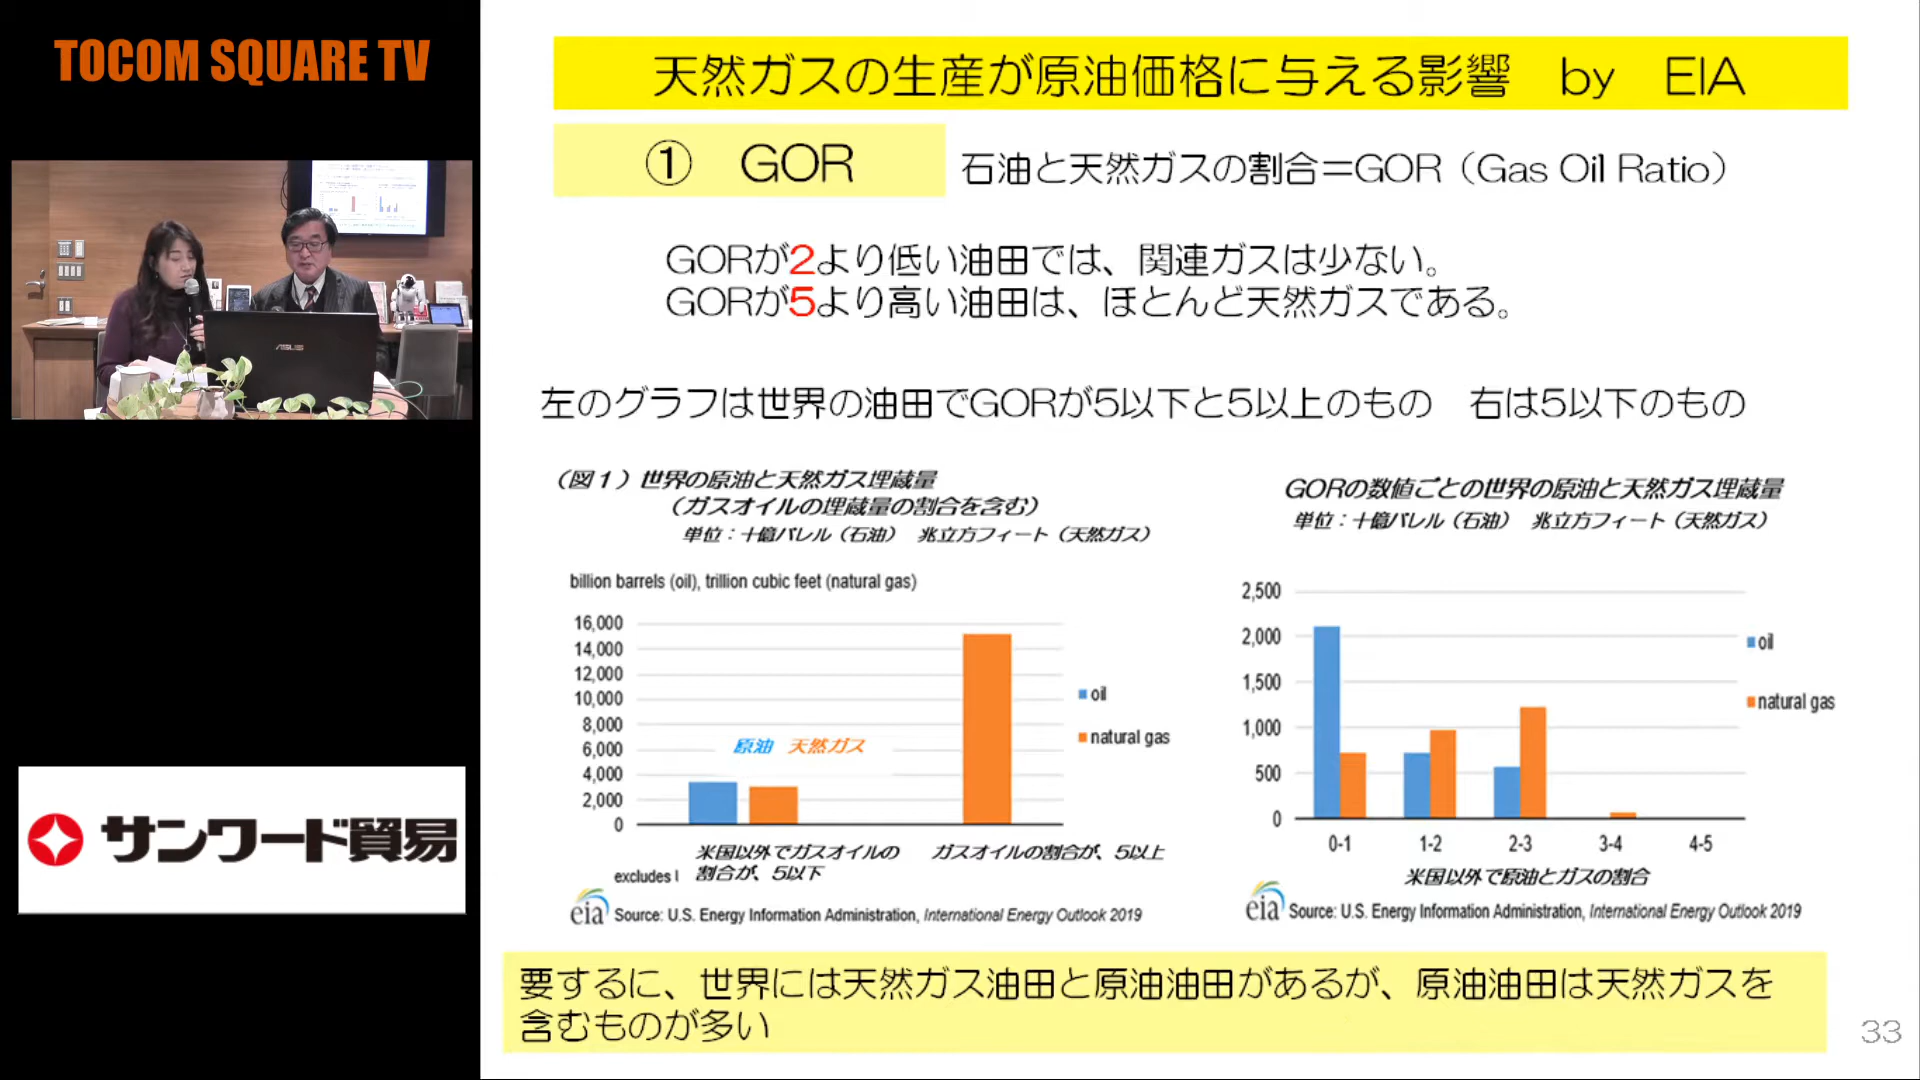 TOCOM SQUARE TV
ASUS
サンワード貿易
天然ガスの生産が原油価格に与える影響 by EIA
① GOR
石油と天然ガスの割合=GOR(Gas Oil Ratio)
GORが2より低い油田では、関連ガスは少ない。
GORが5より高い油田は、ほとんど天然ガスである。
左のグラフは世界の油田でGORが5以下と5以上のもの 右は5以下のもの
(図1)世界の原油と天然ガス埋蔵量
(ガスオイルの埋蔵量の割合を含む)
単位:十億バレル(石油) 兆立方フィート(天然ガス)
billion barrels (oil), trillion cubic feet (natural gas)
16,000
14,000
12,000
10,000
8,000
6,000
4,000
2,000
0
原油 天然ガス
oil
natural gas
米国以外でガスオイルの
割合が、5以下
ガスオイルの割合が、5以上
excludes
eia Source: U.S. Energy Information Administration, International Energy Outlook 2019
GORの数値ごとの世界の原油と天然ガス埋蔵量
単位:十億バレル(石油) 兆立方フィート(天然ガス)
2,500
2,000
1,500
1,000
500
0
0-1 1-2 2-3 3-4 4-5
oil
natural gas
米国以外で原油とガスの割合
eia Source: U.S. Energy Information Administration, International Energy Outlook 2019
要するに、世界には天然ガス油田と原油油田があるが、原油油田は天然ガスを
含むものが多い
33